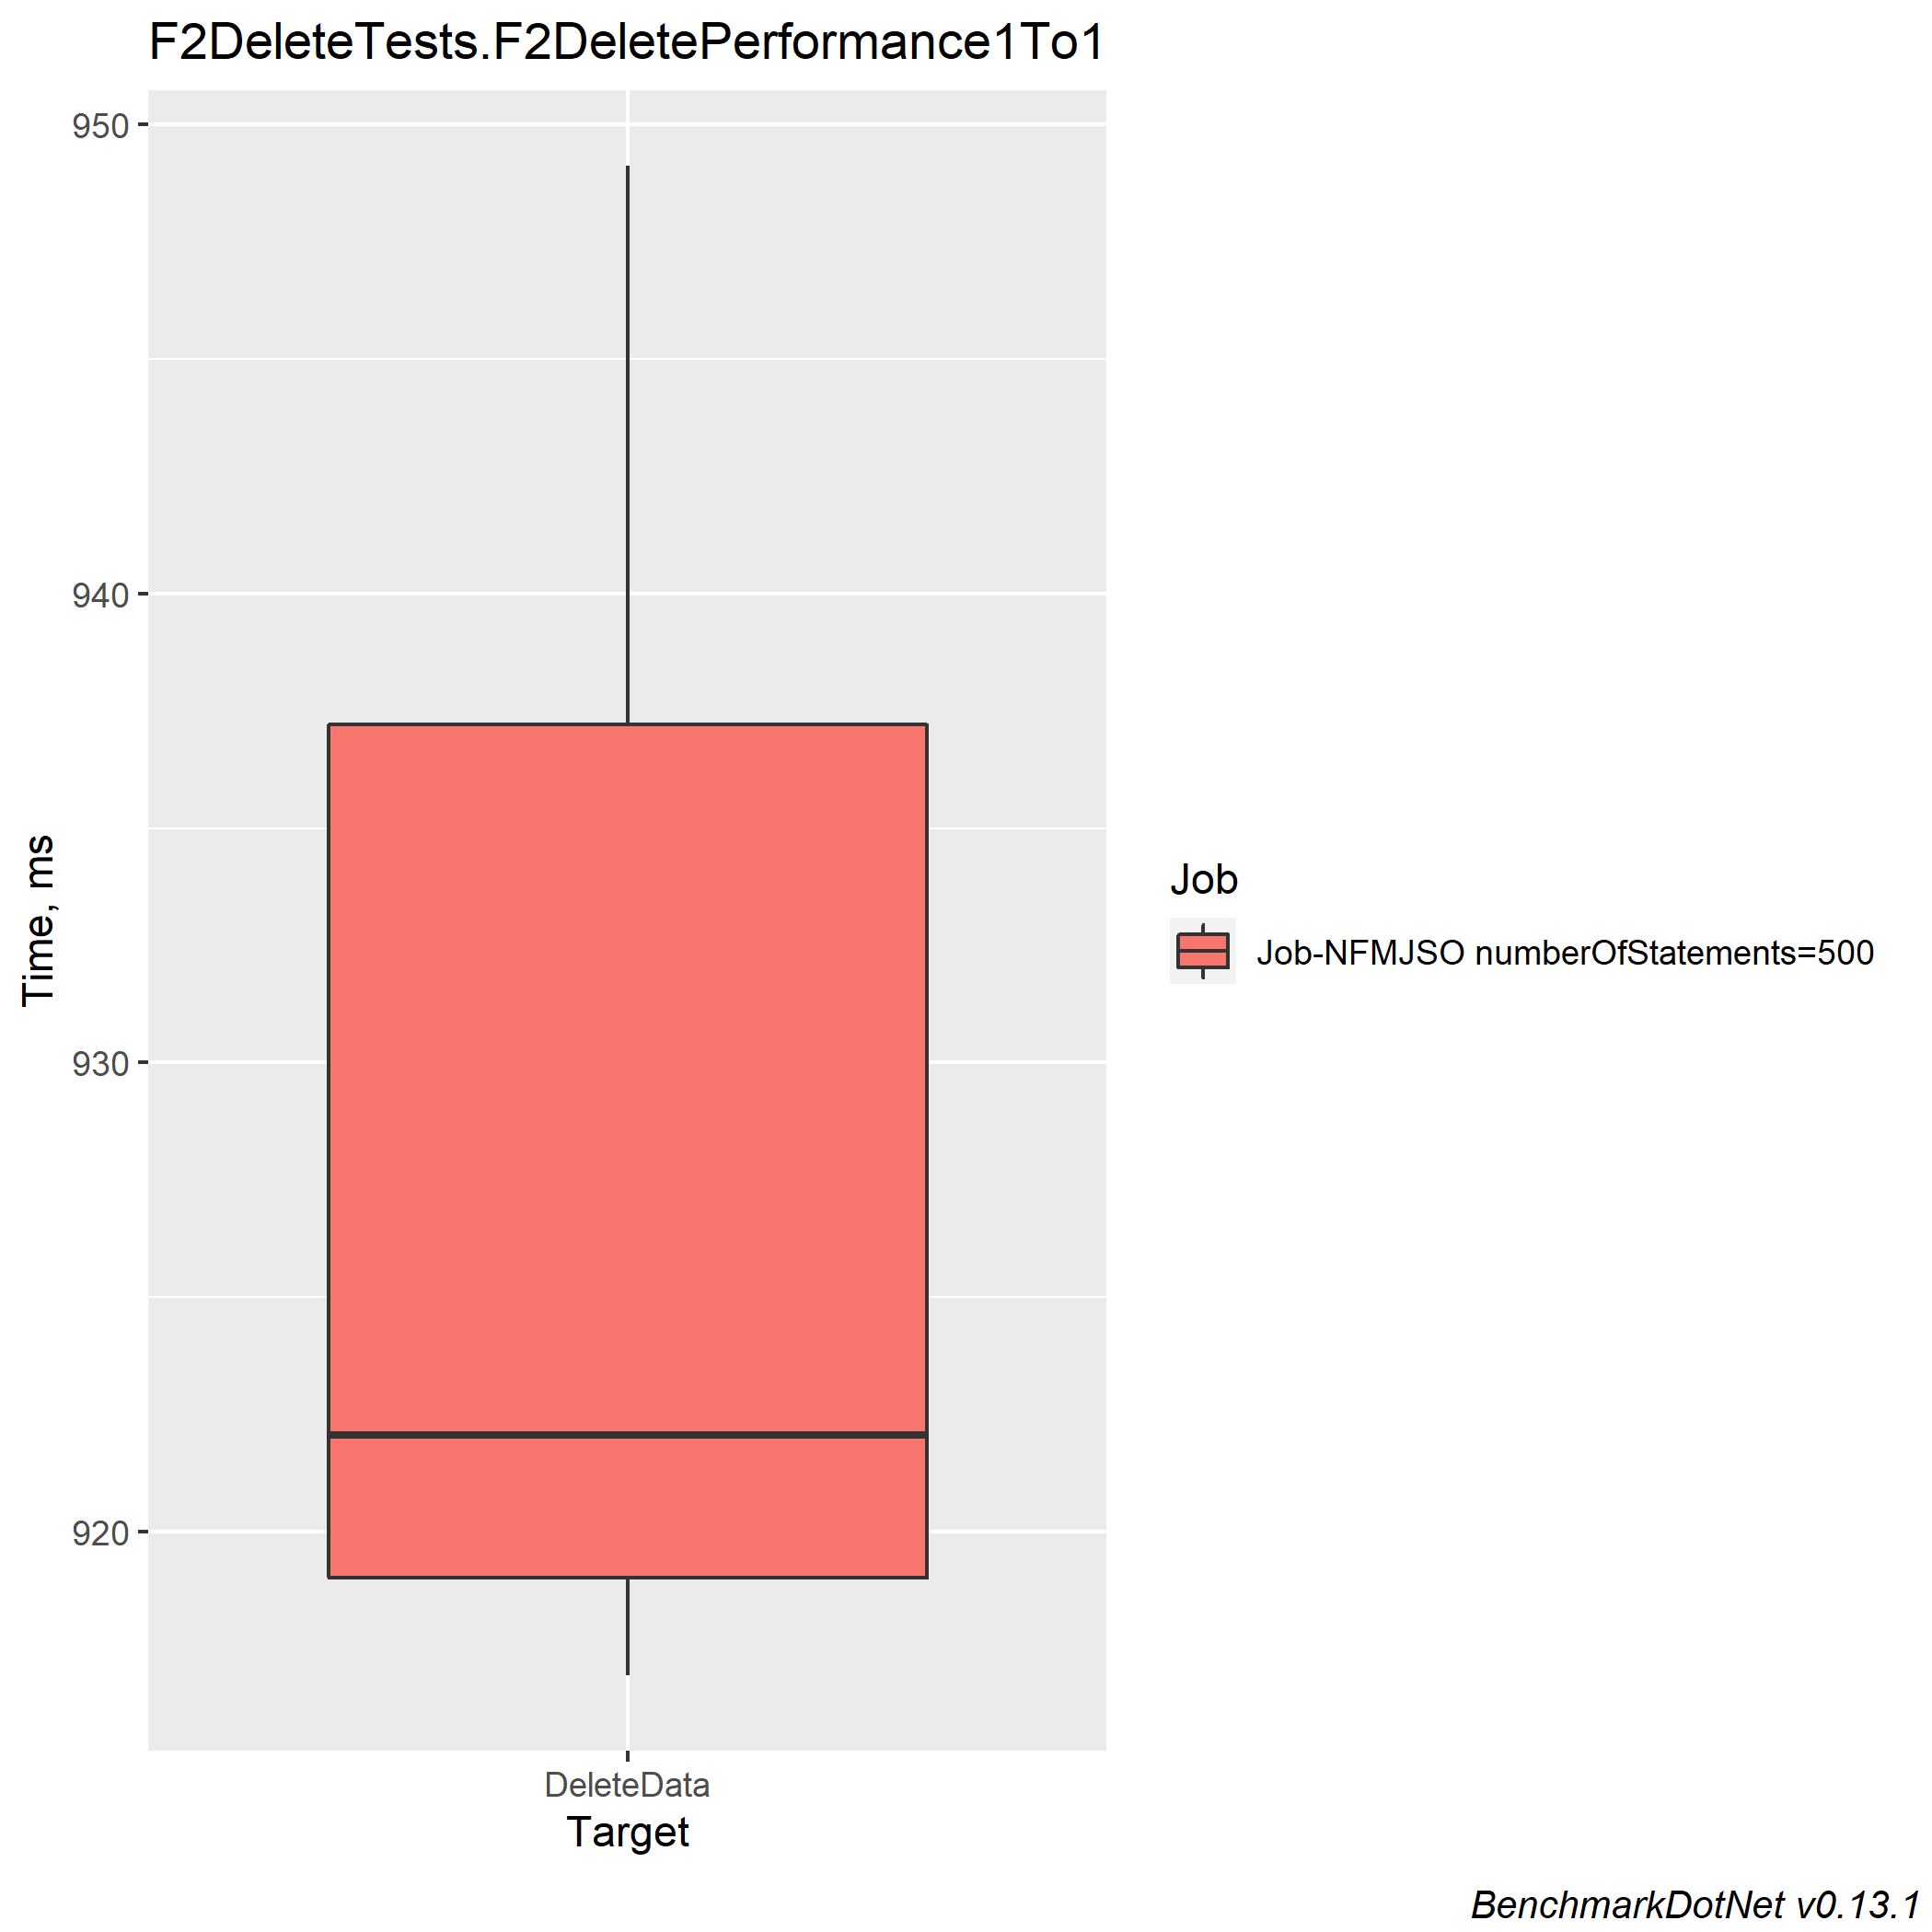 F2DeleteTests.F2DeletePerformance1To1
950
940
930
920
Time, ms
DeleteData
Target
Job
Job-NFMJSO numberOfStatements=500
BenchmarkDotNet v0.13.1